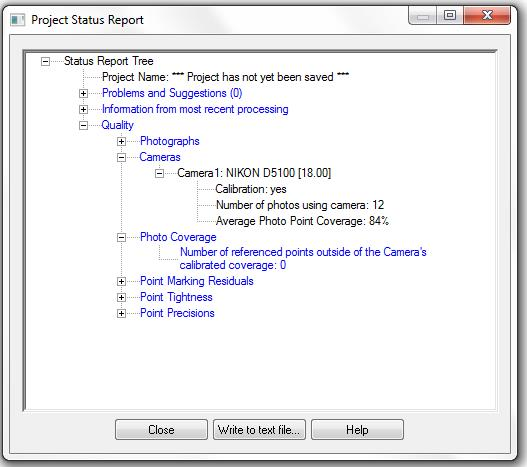 Project Status Report
Status Report Tree
Project Name: *** Project has not yet been saved ***
Problems and Suggestions (0)
Information from most recent processing
Quality
Photographs
Cameras
Camera1: NIKON D5100 [18.00]
Calibration: yes
Number of photos using camera: 12
Average Photo Point Coverage: 84%
Photo Coverage
Number of referenced points outside of the Camera's
calibrated coverage: 0
Point Marking Residuals
Point Tightness
Point Precisions
Close Write to text file... Help